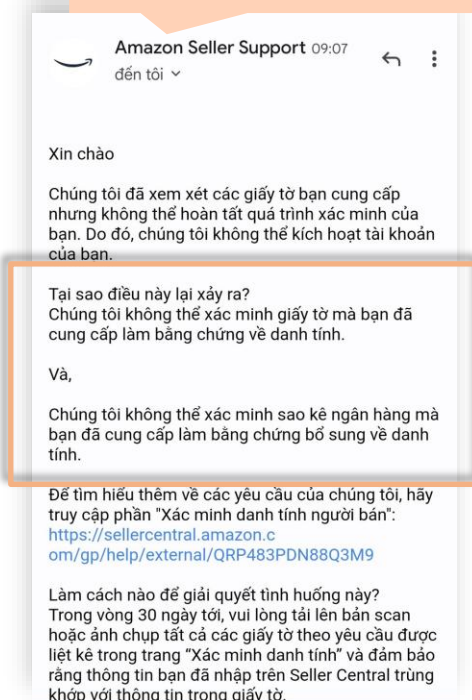 Amazon Seller Support 09:07
đến tôi
Xin chào
Chúng tôi đã xem xét các giấy tờ bạn cung cấp
nhưng không thể hoàn tất quá trình xác minh của
bạn. Do đó, chúng tôi không thể kích hoạt tài khoản
của bạn.
Tại sao điều này lại xảy ra?
Chúng tôi không thể xác minh giấy tờ mà bạn đã
cung cấp làm bằng chứng về danh tính.
Và,
Chúng tôi không thể xác minh sao kê ngân hàng mà
bạn đã cung cấp làm bằng chứng bổ sung về danh
tính.
Để tìm hiểu thêm về các yêu cầu của chúng tôi, hãy
truy cập phần "Xác minh danh tính người bán":
https://sellercentral.amazon.c
om/gp/help/external/QRP483PDN88Q3M9
Làm cách nào để giải quyết tình huống này?
Trong vòng 30 ngày tới, vui lòng tải lên bản scan
hoặc ảnh chụp tất cả các giấy tờ theo yêu cầu được
liệt kê trong trang “Xác minh danh tính” và đảm bảo
rằng thông tin bạn đã nhập trên Seller Central trùng
khớp với thông tin trong giấy tờ.